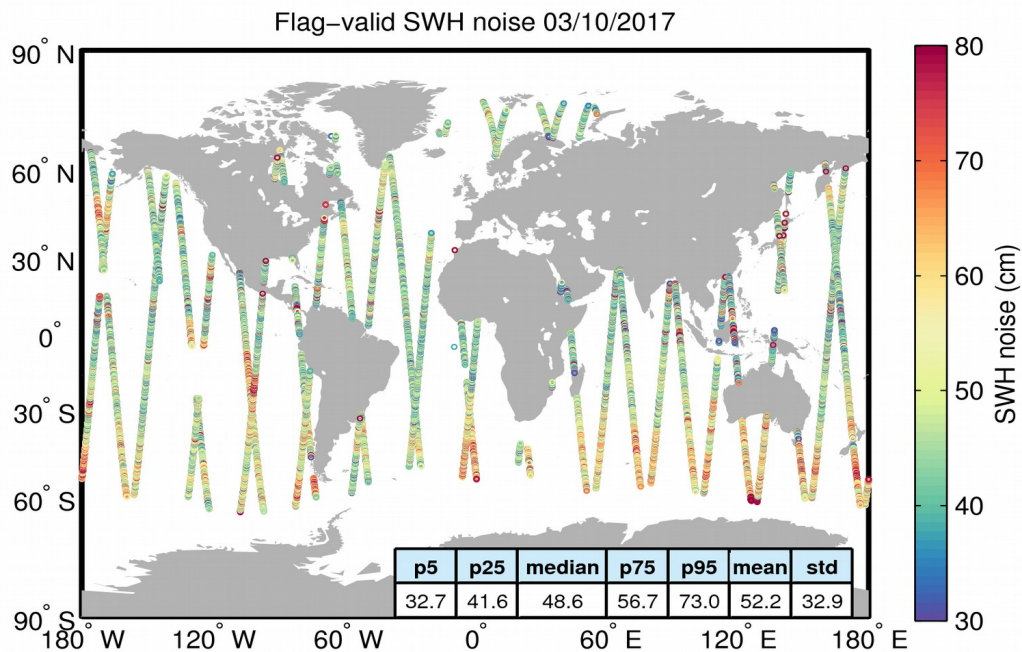 Flag−valid SWH noise 03/10/2017
90° N
60° N
30° N
0°
30° S
60° S
90° S
180° W
120° W
60° W
0°
60° E
120° E
180° E
p5 p25 median p75 p95 mean std
32.7 41.6 48.6 56.7 73.0 52.2 32.9
80
70
60
50
40
30
SWH noise (cm)